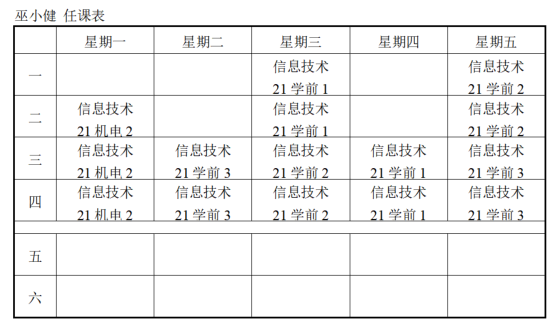 巫小健 任课表
星期一 星期二 星期三 星期四 星期五
一 信息技术 信息技术
21 学前 1 21 学前 2
二 信息技术 信息技术 信息技术
21 机电 2 21 学前 1 21 学前 2
三 信息技术 信息技术 信息技术 信息技术 信息技术
21 机电 2 21 学前 3 21 学前 2 21 学前 1 21 学前 3
四 信息技术 信息技术 信息技术 信息技术 信息技术
21 机电 2 21 学前 3 21 学前 2 21 学前 1 21 学前 3
五
六